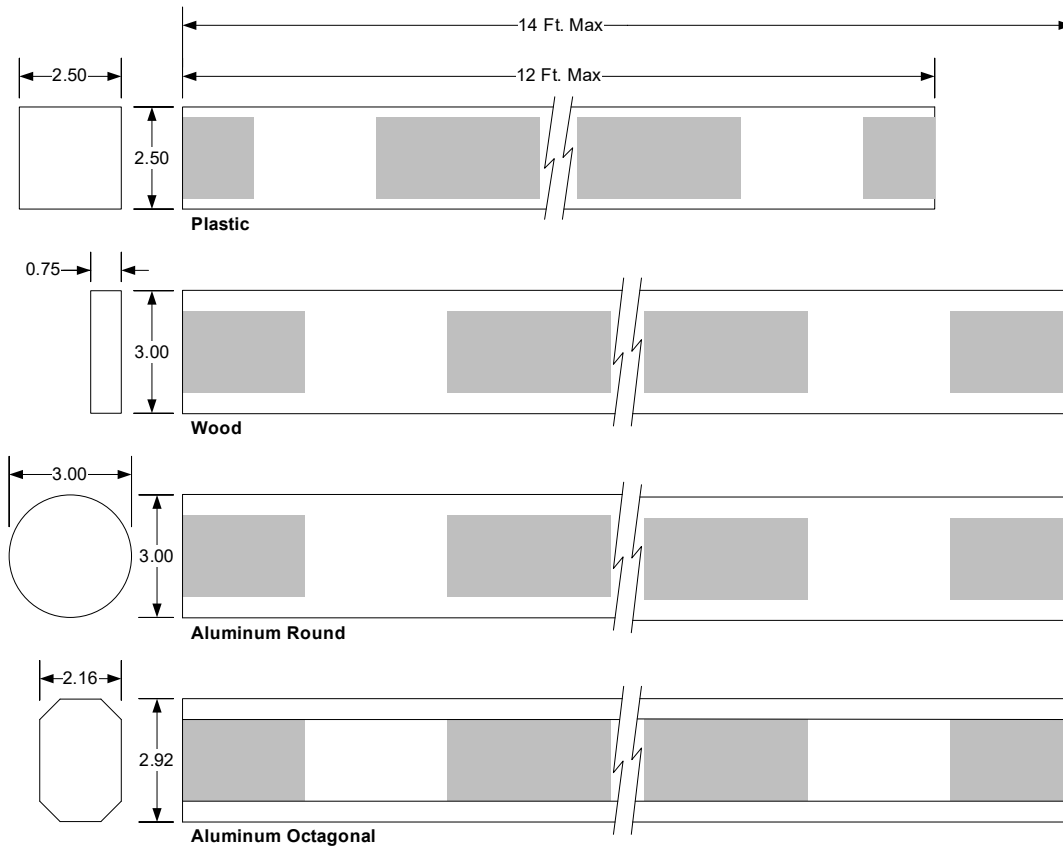 14 Ft. Max
12 Ft. Max
2.50
2.50
Plastic
0.75
3.00
Wood
3.00
3.00
Aluminum Round
2.16
2.92
Aluminum Octagonal